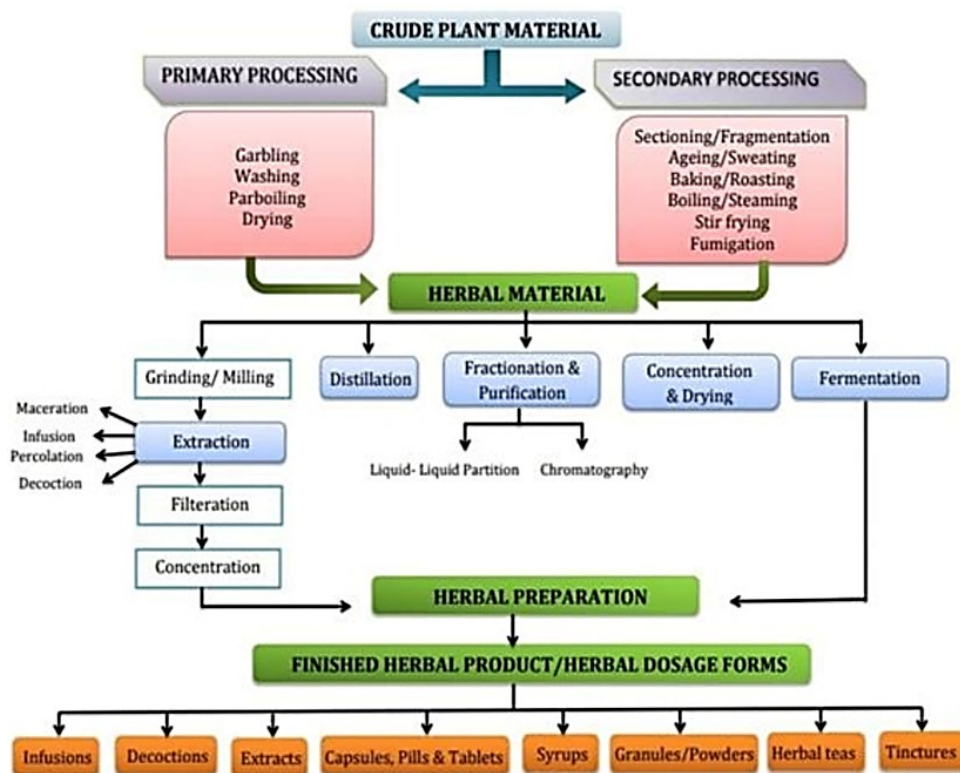 CRUDE PLANT MATERIAL
PRIMARY PROCESSING
SECONDARY PROCESSING
Garbling
Washing
Parboiling
Drying
Sectioning/Fragmentation
Ageing/Sweating
Baking/Roasting
Boiling/Steaming
Stir frying
Fumigation
HERBAL MATERIAL
Grinding/ Milling
Distillation
Fractionation &
Purification
Concentration
& Drying
Fermentation
Maceration
Infusion
Percolation
Decoction
Extraction
Liquid- Liquid Partition
Chromatography
Filteration
Concentration
HERBAL PREPARATION
FINISHED HERBAL PRODUCT/HERBAL DOSAGE FORMS
Infusions
Decoctions
Extracts
Capsules, Pills & Tablets
Syrups
Granules/Powders
Herbal teas
Tinctures